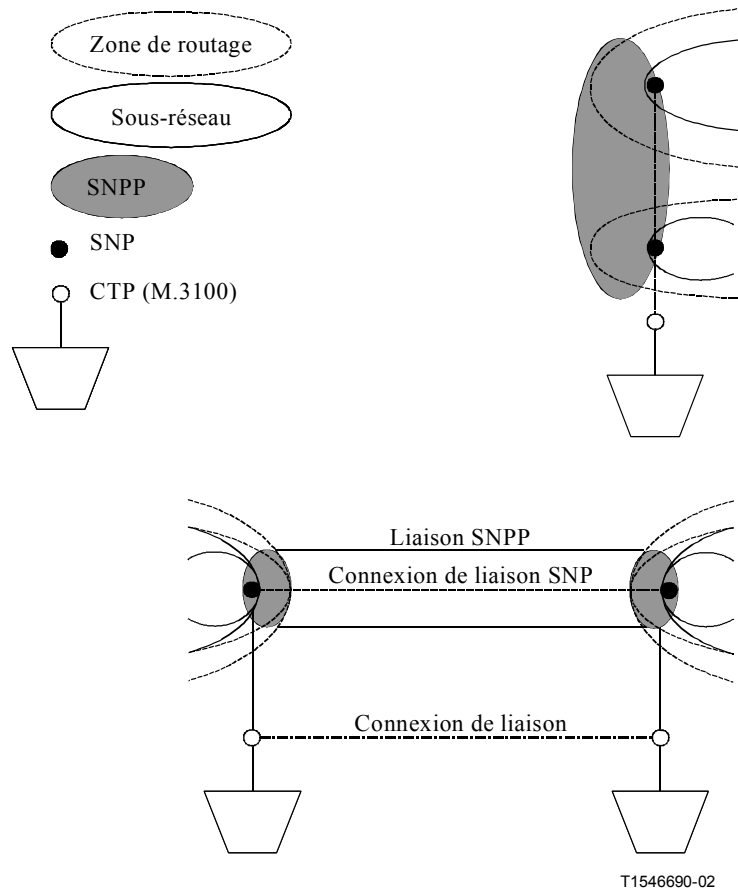 Zone de routage
Sous-réseau
SNPP
SNP
CTP (M.3100)
Liaison SNPP
Connexion de liaison SNP
Connexion de liaison
T1546690-02